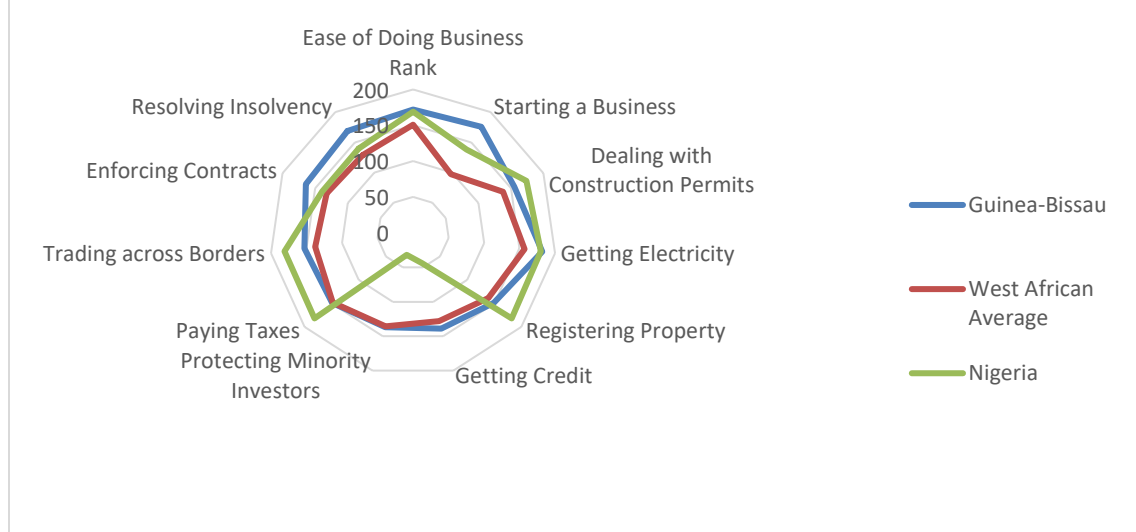 Ease of Doing Business
Rank
Starting a Business
Dealing with
Construction Permits
Getting Electricity
Registering Property
Getting Credit
Protecting Minority
Investors
Paying Taxes
Trading across Borders
Enforcing Contracts
Resolving Insolvency
200
150
100
50
0
Guinea-Bissau
West African
Average
Nigeria